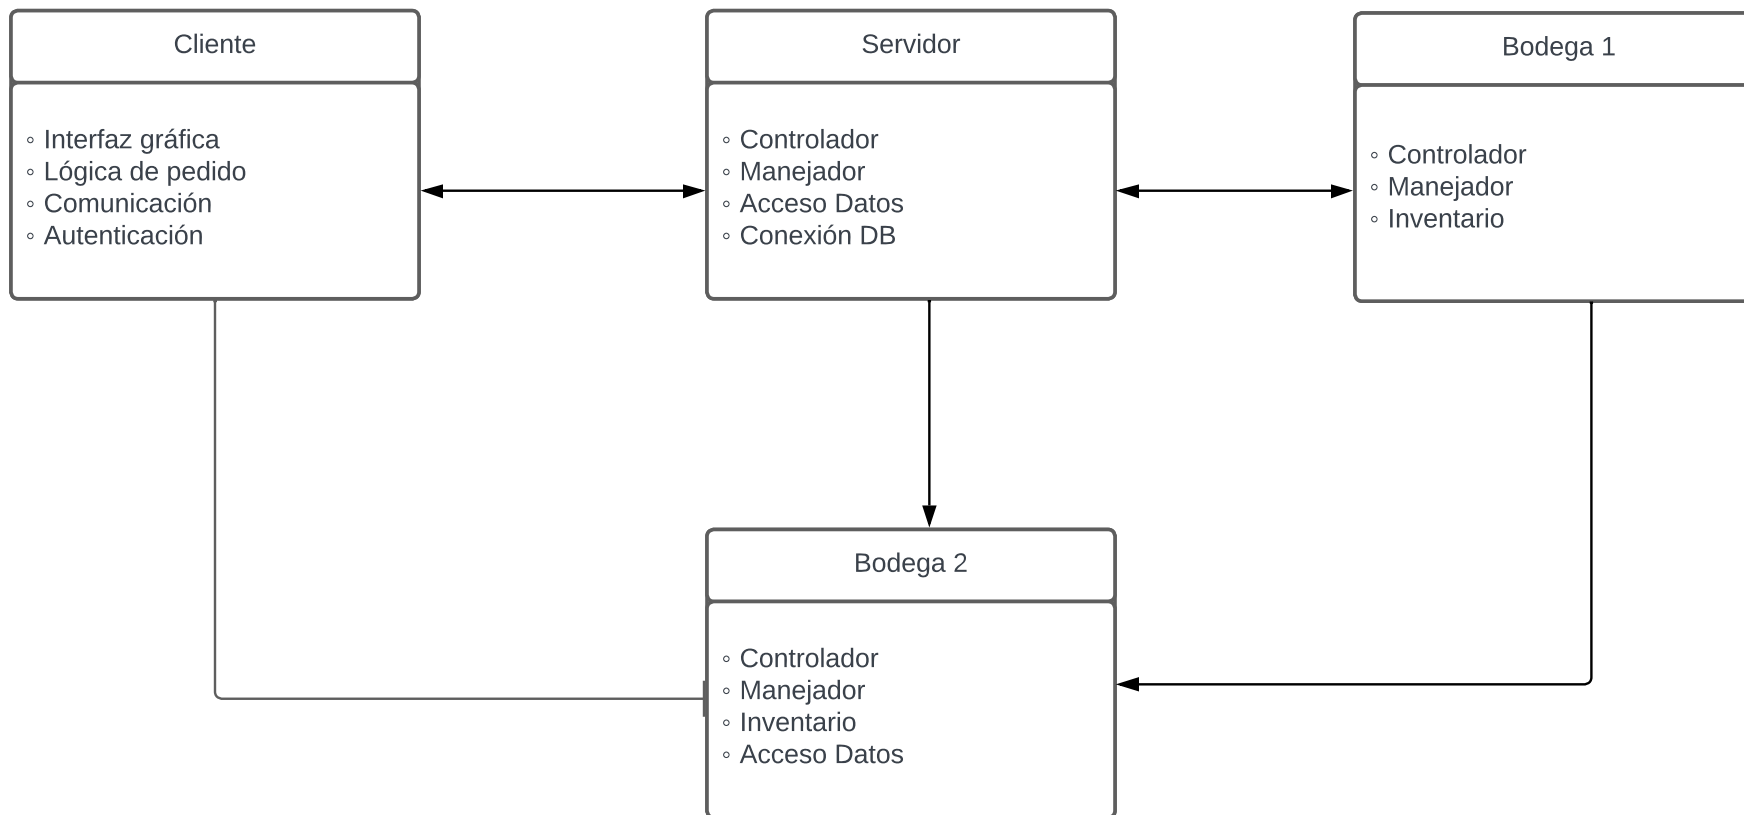 Cliente
◦ Interfaz gráfica
◦ Lógica de pedido
◦ Comunicación
◦ Autenticación
Servidor
◦ Controlador
◦ Manejador
◦ Acceso Datos
◦ Conexión DB
Bodega 1
◦ Controlador
◦ Manejador
◦ Inventario
Bodega 2
◦ Controlador
◦ Manejador
◦ Inventario
◦ Acceso Datos